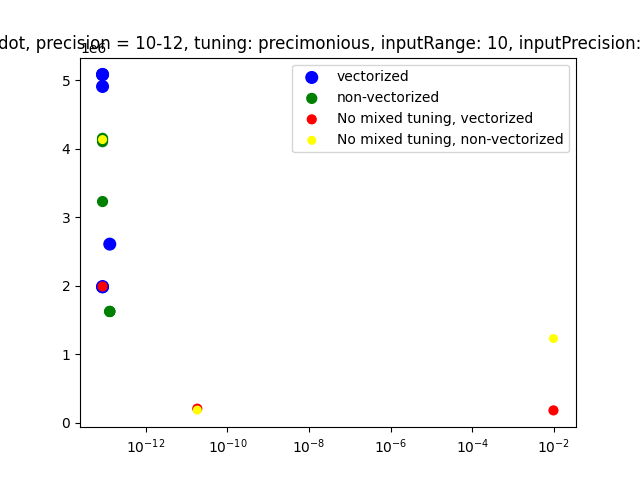 dot, precision = 10-12, tuning: precimonious, inputRange: 10, inputPrecision:
1e6
vectorized
non-vectorized
No mixed tuning, vectorized
No mixed tuning, non-vectorized
5
4
3
2
1
0
10⁻¹² 10⁻¹⁰ 10⁻⁸ 10⁻⁶ 10⁻⁴ 10⁻²